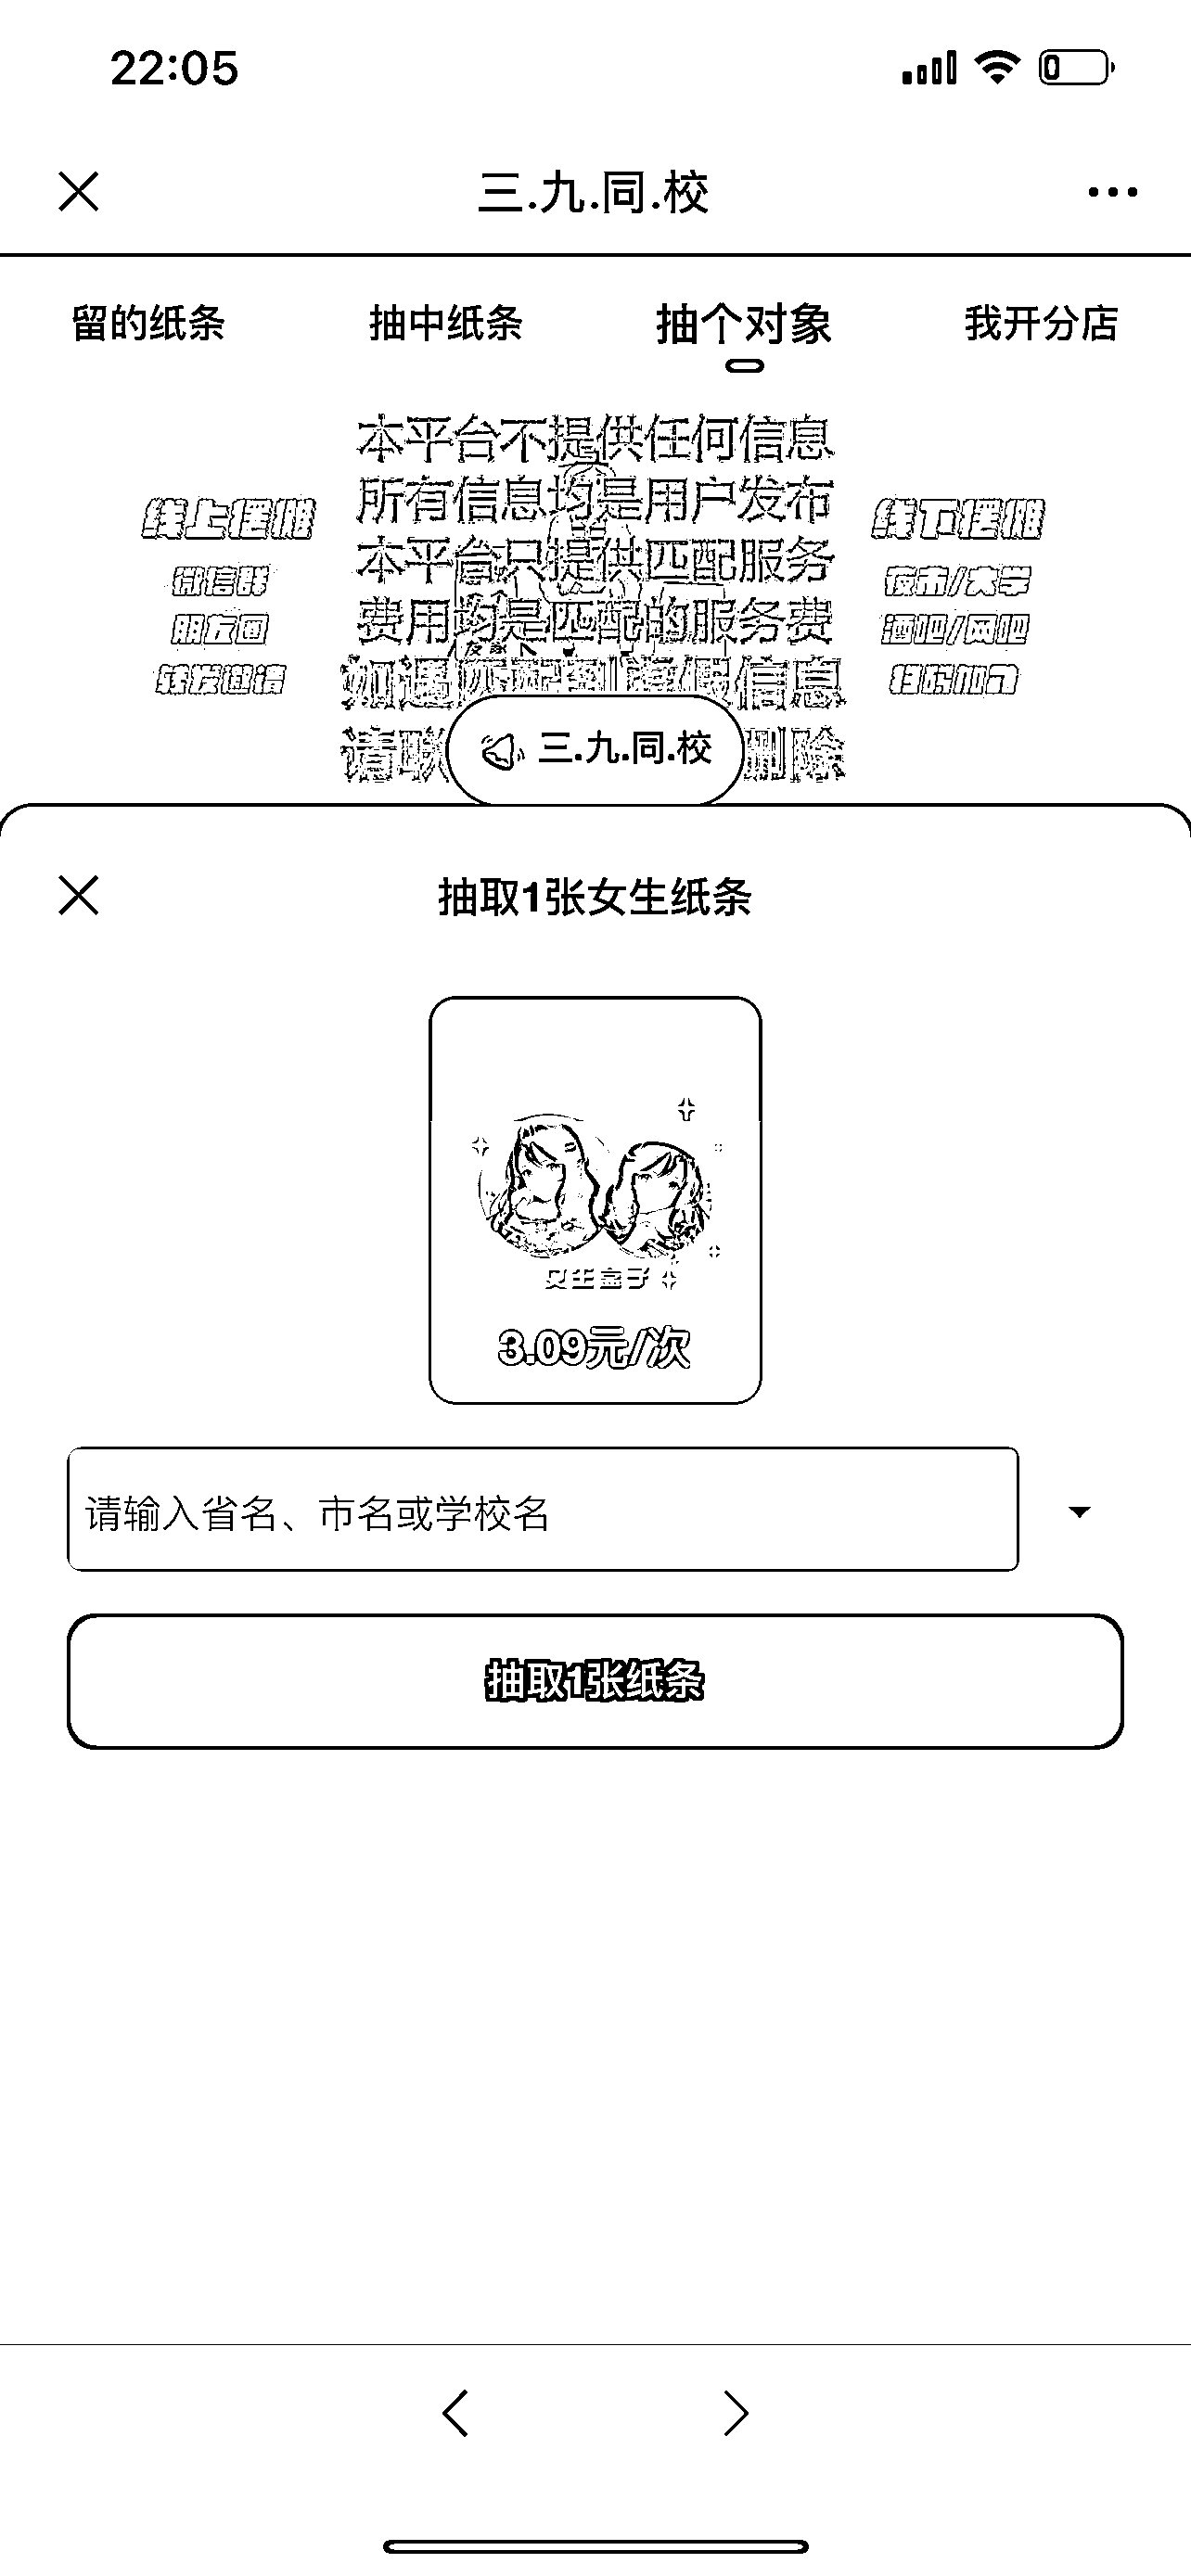 22:05
三.九.同.校
留的纸条
抽中纸条
抽个对象
我开分店
本平台不提供任何信息
所有信息均是用户发布
本平台只提供匹配服务
费用均是匹配的服务费
如遇匹配到虚假信息
请联
删除
线上摆摊
微信群
朋友圈
转发邀请
线下摆摊
夜市/大学
酒吧/网吧
扫码加了
三.九.同.校
抽取1张女生纸条
女生盒子
3.09元/次
请输入省名、市名或学校名
抽取1张纸条